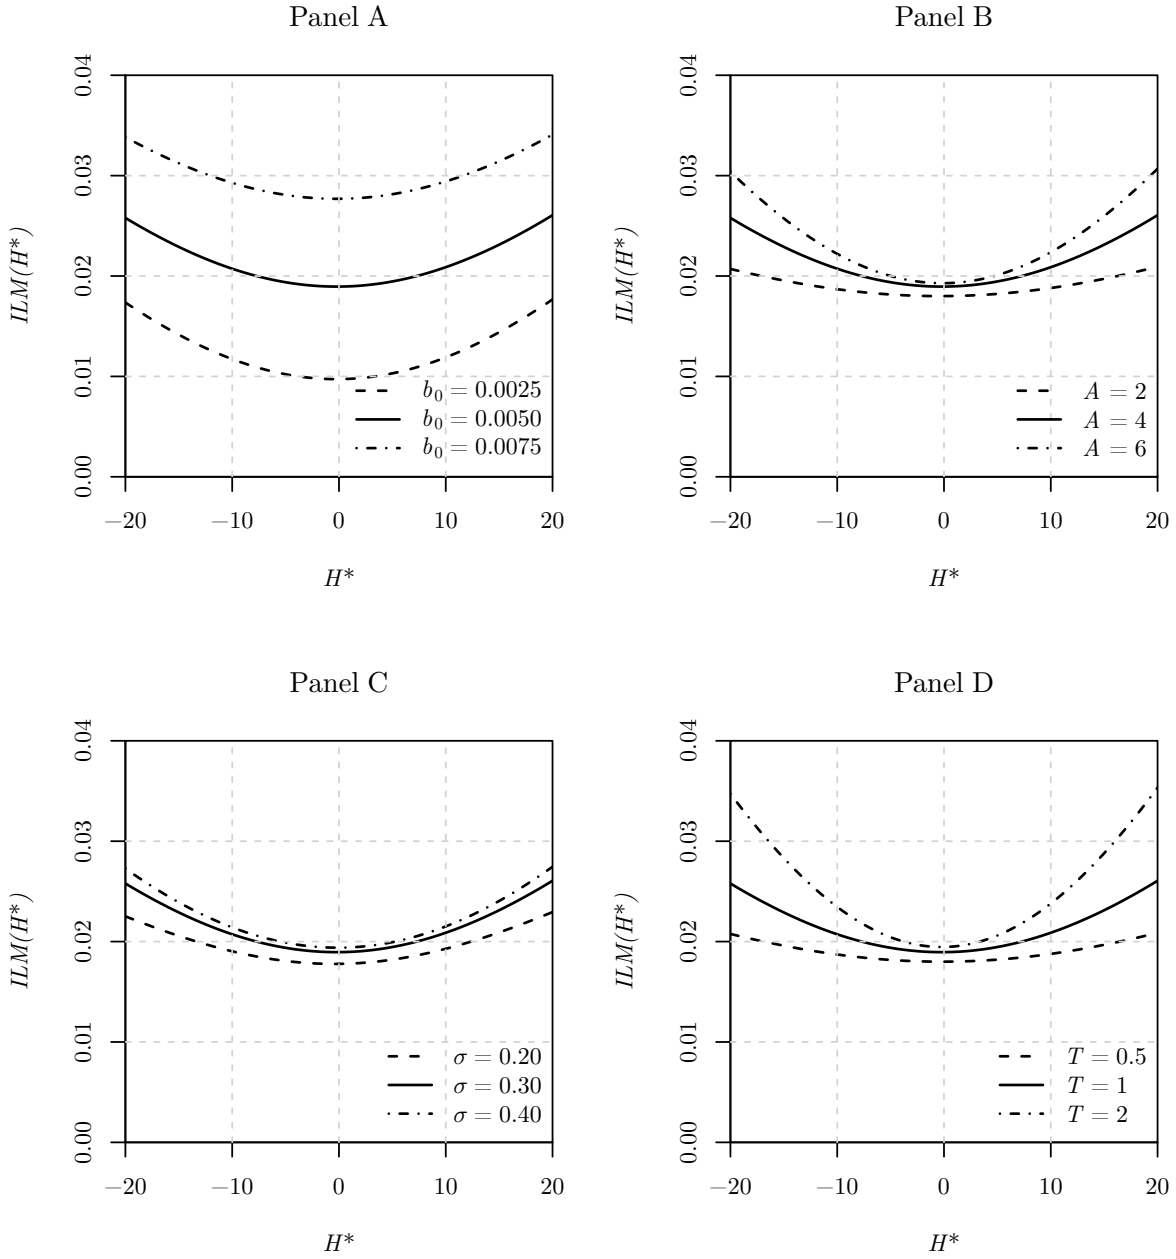 Panel A
ILM(H*)
0.04
0.03
0.02
0.01
0.00
b0 = 0.0025
b0 = 0.0050
b0 = 0.0075
−20 −10 0 10 20
H*
Panel B
ILM(H*)
0.04
0.03
0.02
0.01
0.00
A = 2
A = 4
A = 6
−20 −10 0 10 20
H*
Panel C
ILM(H*)
0.04
0.03
0.02
0.01
0.00
σ = 0.20
σ = 0.30
σ = 0.40
−20 −10 0 10 20
H*
Panel D
ILM(H*)
0.04
0.03
0.02
0.01
0.00
T = 0.5
T = 1
T = 2
−20 −10 0 10 20
H*